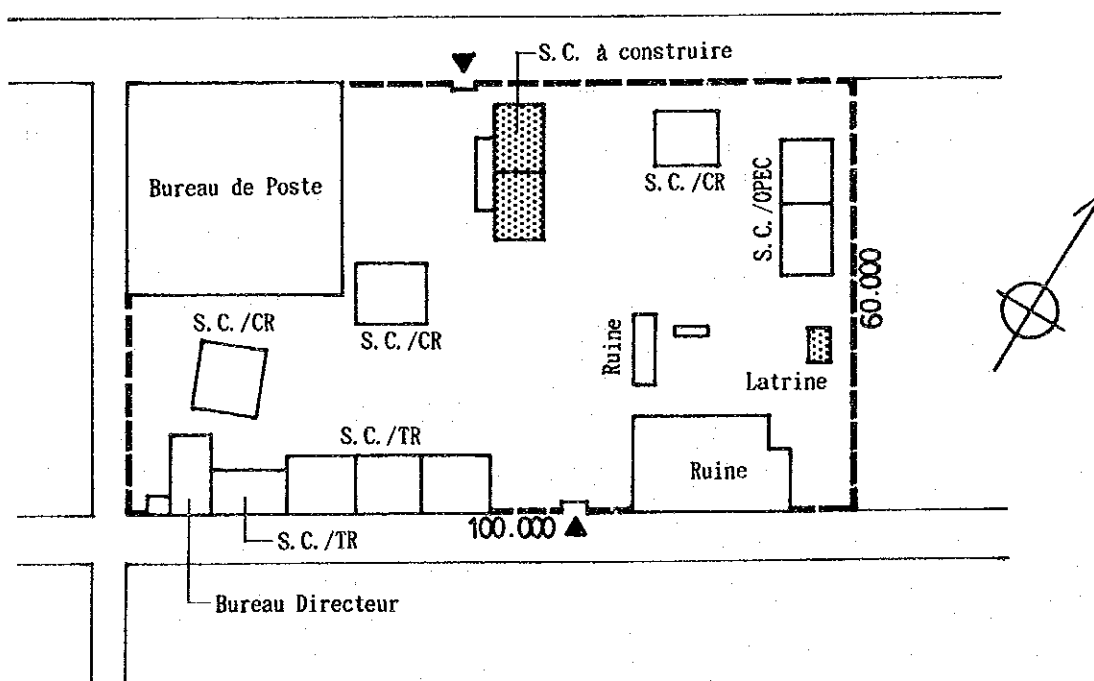 S.C. à construire
Bureau de Poste
S.C./CR
S.C./OPEC
S.C./CR
S.C./CR
60.000
Ruine
Latrine
S.C./TR
Ruine
100.000
S.C./TR
Bureau Directeur